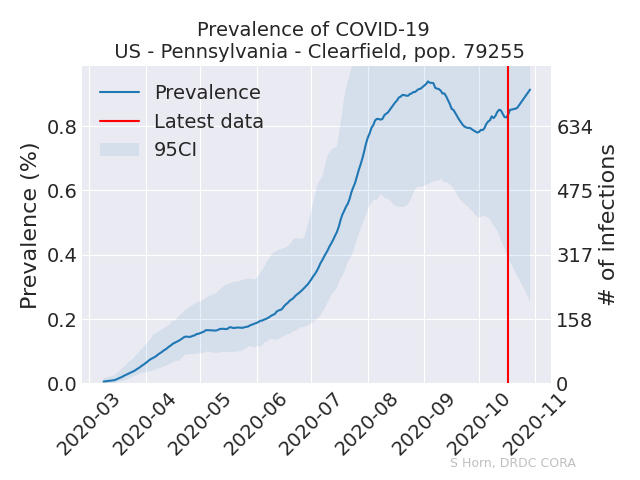 Prevalence of COVID-19
US - Pennsylvania - Clearfield, pop. 79255
Prevalence
Latest data
95CI
Prevalence (%)
0.8
0.6
0.4
0.2
0.0
634
475
317
158
0
# of infections
2020-03
2020-04
2020-05
2020-06
2020-07
2020-08
2020-09
2020-10
2020-11
S Horn, DRDC CORA